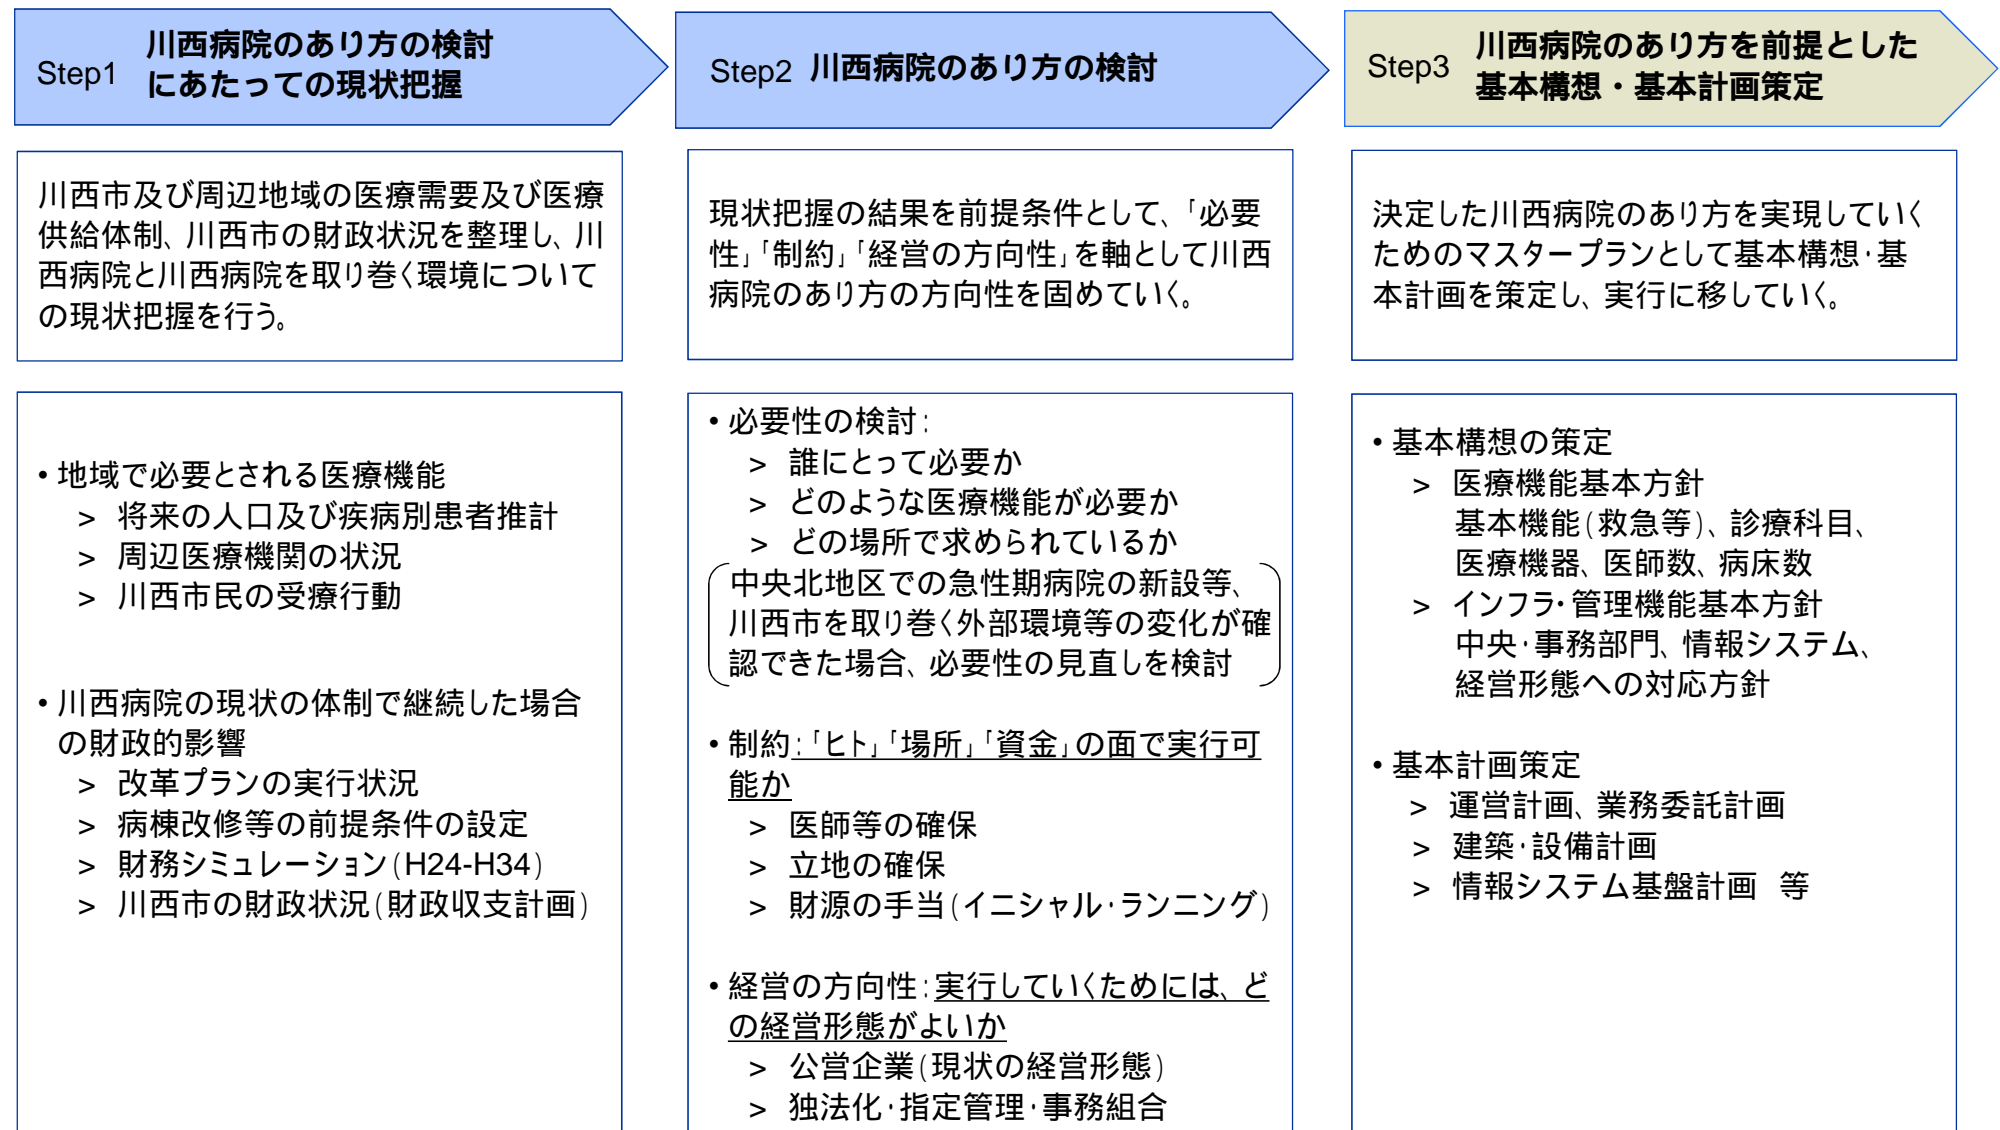 Step1
川西病院のあり方の検討
にあたっての現状把握
Step2 川西病院のあり方の検討
Step3
川西病院のあり方を前提とした
基本構想・基本計画策定
川西市及び周辺地域の医療需要及び医療
供給体制、川西市の財政状況を整理し、川
西病院と川西病院を取り巻く環境について
の現状把握を行う。
現状把握の結果を前提条件として、「必要
性」「制約」「経営の方向性」を軸として川西
病院のあり方の方向性を固めていく。
決定した川西病院のあり方を実現していく
ためのマスタープランとして基本構想・基
本計画を策定し、実行に移していく。
• 地域で必要とされる医療機能
> 将来の人口及び疾病別患者推計
> 周辺医療機関の状況
> 川西市民の受療行動
• 川西病院の現状の体制で継続した場合
の財政的影響
> 改革プランの実行状況
> 病棟改修等の前提条件の設定
> 財務シミュレーション(H24-H34)
> 川西市の財政状況(財政収支計画)
• 必要性の検討:
> 誰にとって必要か
> どのような医療機能が必要か
> どの場所で求められているか
中央北地区での急性期病院の新設等、
川西市を取り巻く外部環境等の変化が確
認できた場合、必要性の見直しを検討
• 制約:「ヒト」「場所」「資金」の面で実行可
能か
> 医師等の確保
> 立地の確保
> 財源の手当(イニシャル・ランニング)
• 経営の方向性:実行していくためには、ど
の経営形態がよいか
> 公営企業(現状の経営形態)
> 独法化・指定管理・事務組合
• 基本構想の策定
> 医療機能基本方針
基本機能(救急等)、診療科目、
医療機器、医師数、病床数
> インフラ・管理機能基本方針
中央・事務部門、情報システム、
経営形態への対応方針
• 基本計画策定
> 運営計画、業務委託計画
> 建築・設備計画
> 情報システム基盤計画 等